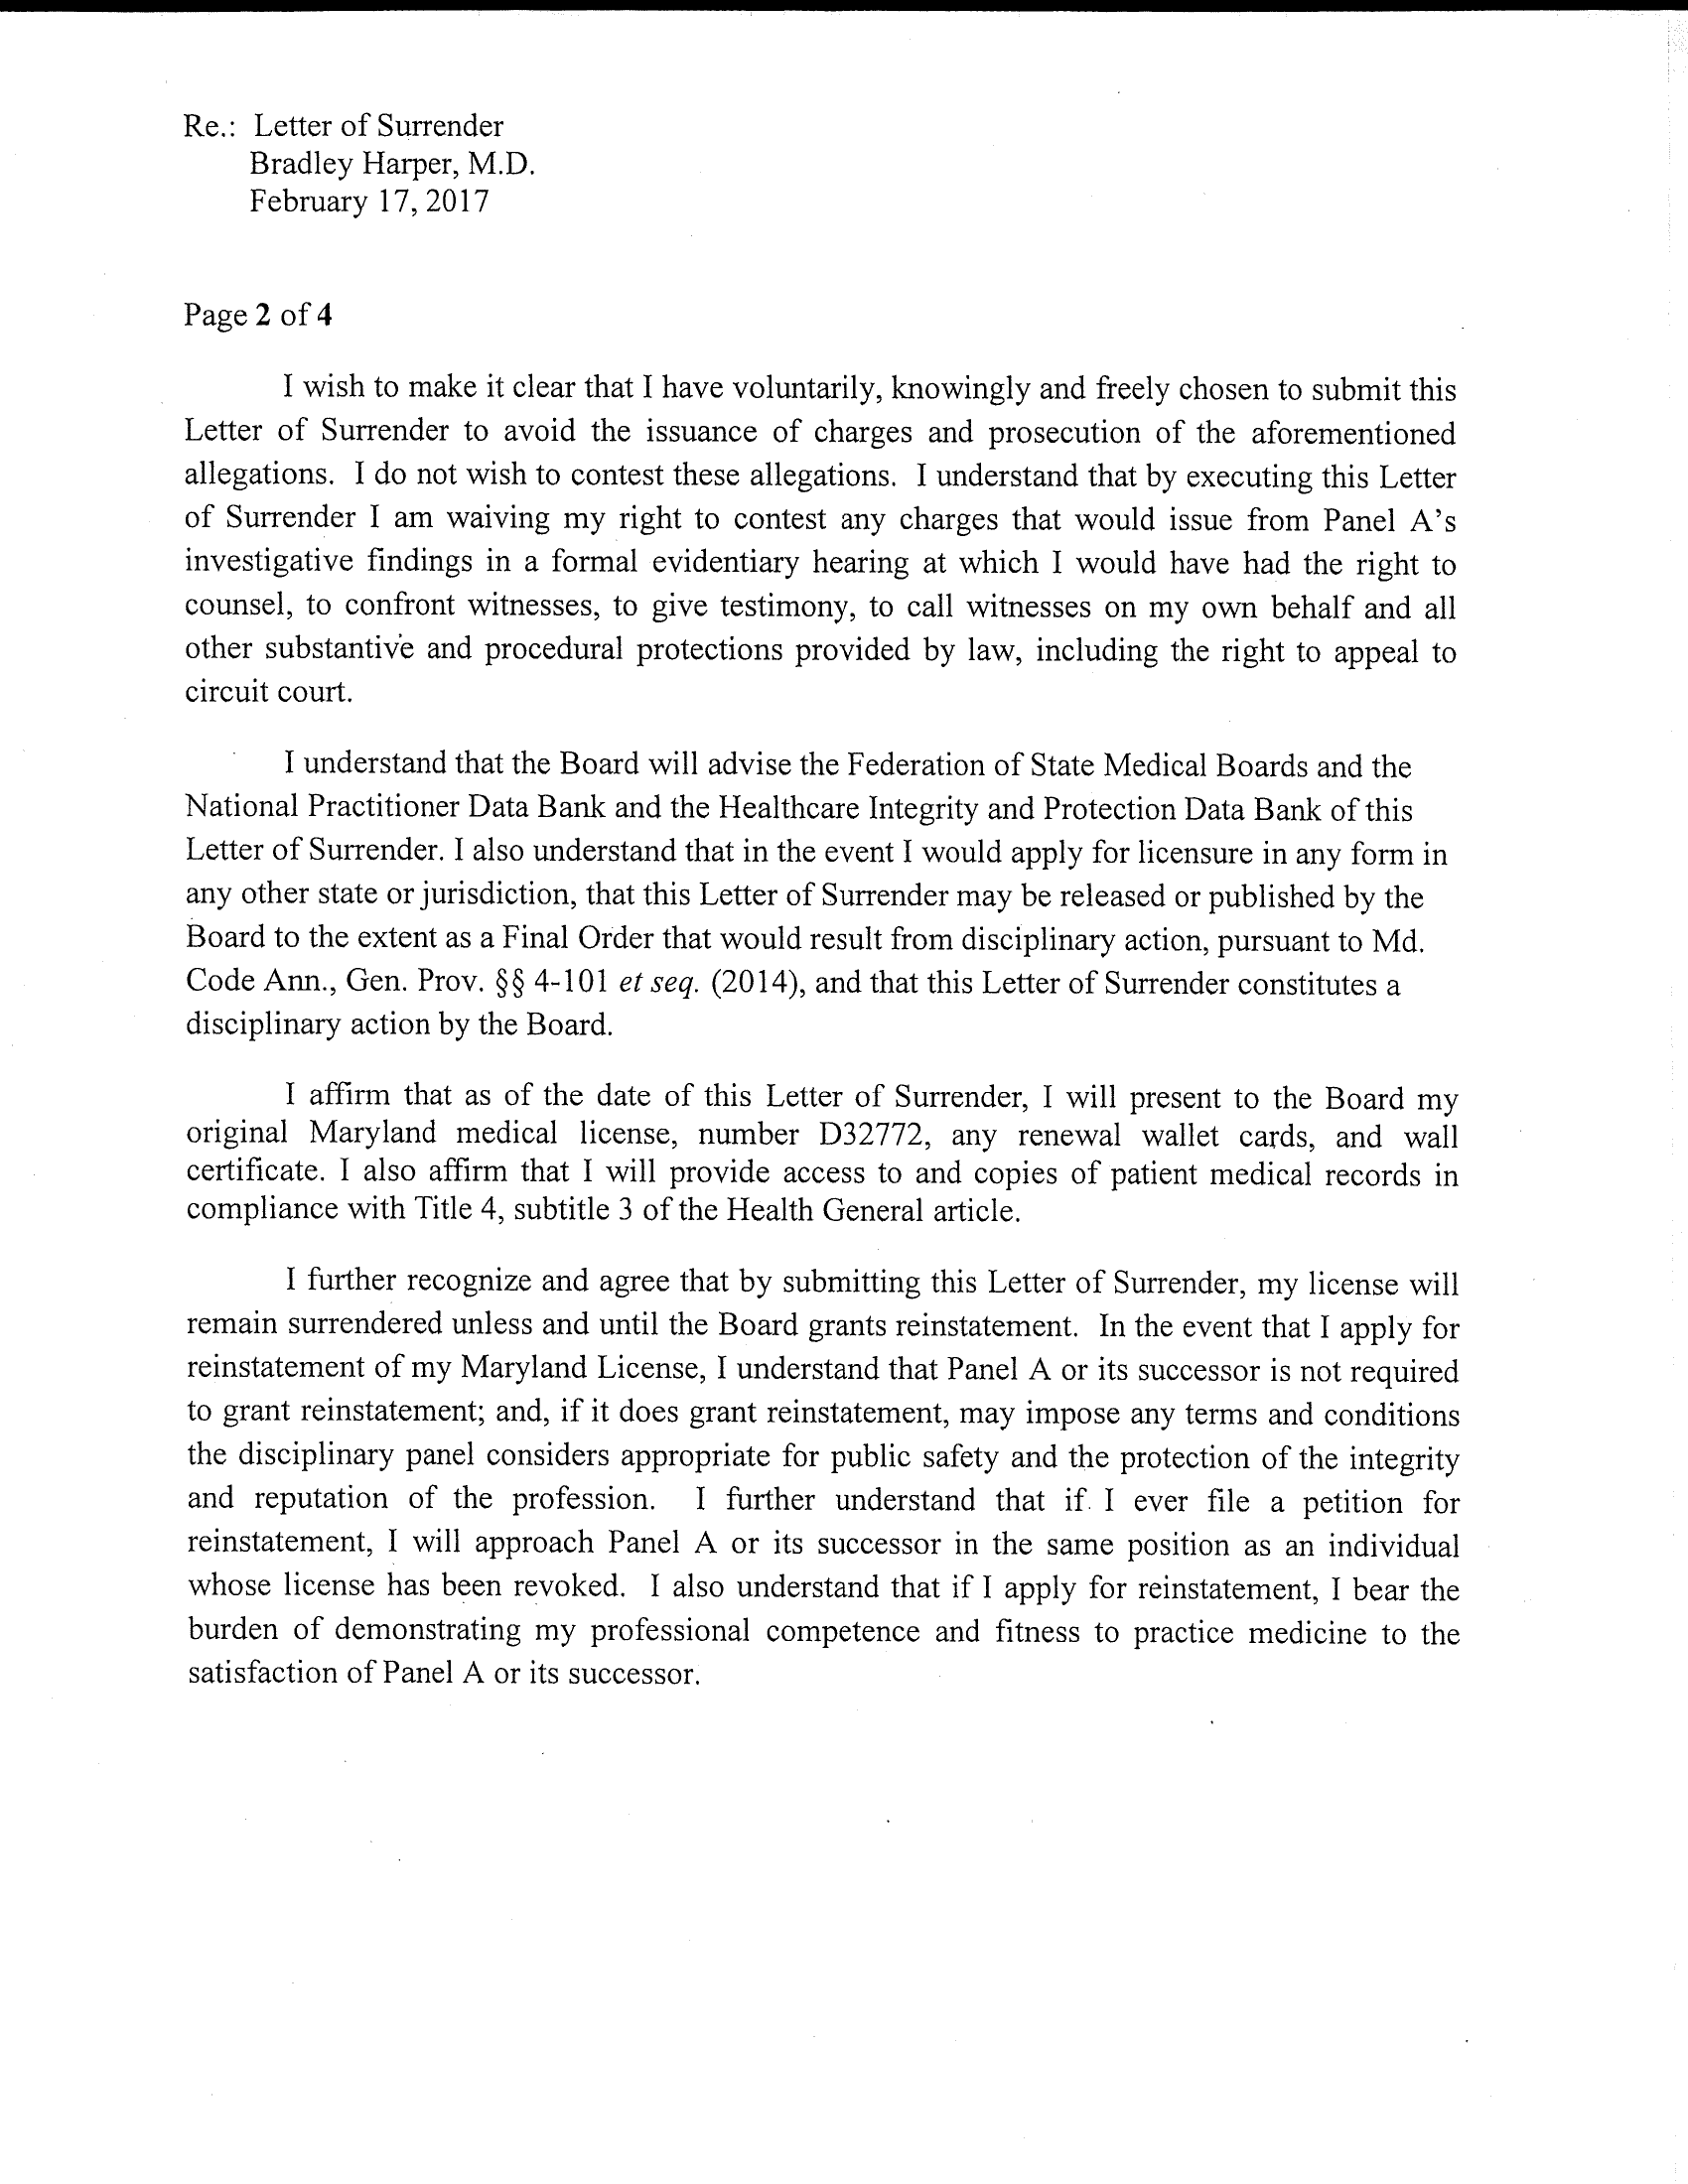 Re.: Letter of Surrender
Bradley Harper, M.D.
February 17, 2017
Page 2 of 4
I wish to make it clear that I have voluntarily, knowingly and freely chosen to submit this
Letter of Surrender to avoid the issuance of charges and prosecution of the aforementioned
allegations. I do not wish to contest these allegations. I understand that by executing this Letter
of Surrender I am waiving my right to contest any charges that would issue from Panel A's
investigative findings in a formal evidentiary hearing at which I would have had the right to
counsel, to confront witnesses, to give testimony, to call witnesses on my own behalf and all
other substantive and procedural protections provided by law, including the right to appeal to
circuit court.
I understand that the Board will advise the Federation of State Medical Boards and the
National Practitioner Data Bank and the Healthcare Integrity and Protection Data Bank of this
Letter of Surrender. I also understand that in the event I would apply for licensure in any form in
any other state or jurisdiction, that this Letter of Surrender may be released or published by the
Board to the extent as a Final Order that would result from disciplinary action, pursuant to Md.
Code Ann., Gen. Prov. §§ 4-101 et seq. (2014), and that this Letter of Surrender constitutes a
disciplinary action by the Board.
I affirm that as of the date of this Letter of Surrender, I will present to the Board my
original Maryland medical license, number D32772, any renewal wallet cards, and wall
certificate. I also affirm that I will provide access to and copies of patient medical records in
compliance with Title 4, subtitle 3 of the Health General article.
I further recognize and agree that by submitting this Letter of Surrender, my license will
remain surrendered unless and until the Board grants reinstatement. In the event that I apply for
reinstatement of my Maryland License, I understand that Panel A or its successor is not required
to grant reinstatement; and, if it does grant reinstatement, may impose any terms and conditions
the disciplinary panel considers appropriate for public safety and the protection of the integrity
and reputation of the profession. I further understand that if I ever file a petition for
reinstatement, I will approach Panel A or its successor in the same position as an individual
whose license has been revoked. I also understand that if I apply for reinstatement, I bear the
burden of demonstrating my professional competence and fitness to practice medicine to the
satisfaction of Panel A or its successor.